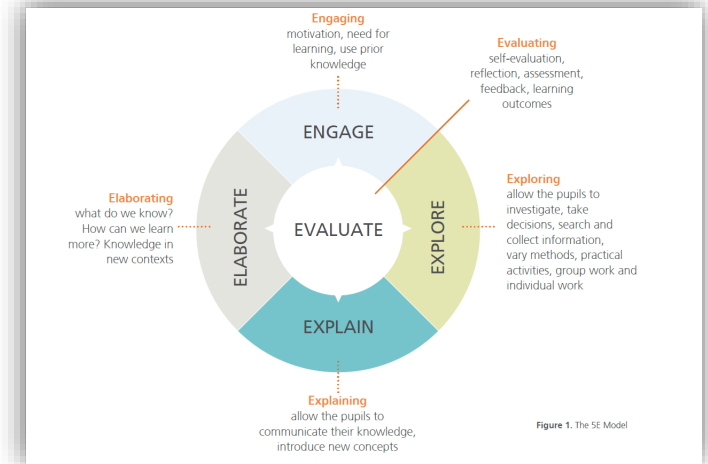 Engaging
motivation, need for
learning, use prior
knowledge
Evaluating
self-evaluation,
reflection, assessment,
feedback, learning
outcomes
ENGAGE
Elaborating
what do we know?
How can we learn
more? Knowledge in
new contexts
ELABORATE
EVALUATE
EXPLORE
Exploring
allow the pupils to
investigate, take
decisions, search and
collect information,
vary methods, practical
activities, group work and
individual work
EXPLAIN
Explaining
allow the pupils to
communicate their knowledge,
introduce new concepts
Figure 1. The 5E Model